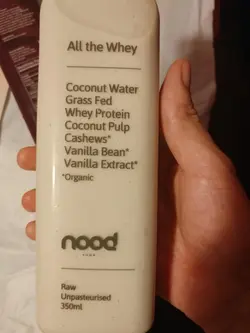 All the Whey
Coconut Water
Grass Fed
Whey Protein
Coconut Pulp
Cashews*
Vanilla Bean*
Vanilla Extract*
*Organic
nood
Raw
Unpasteurised
350ml